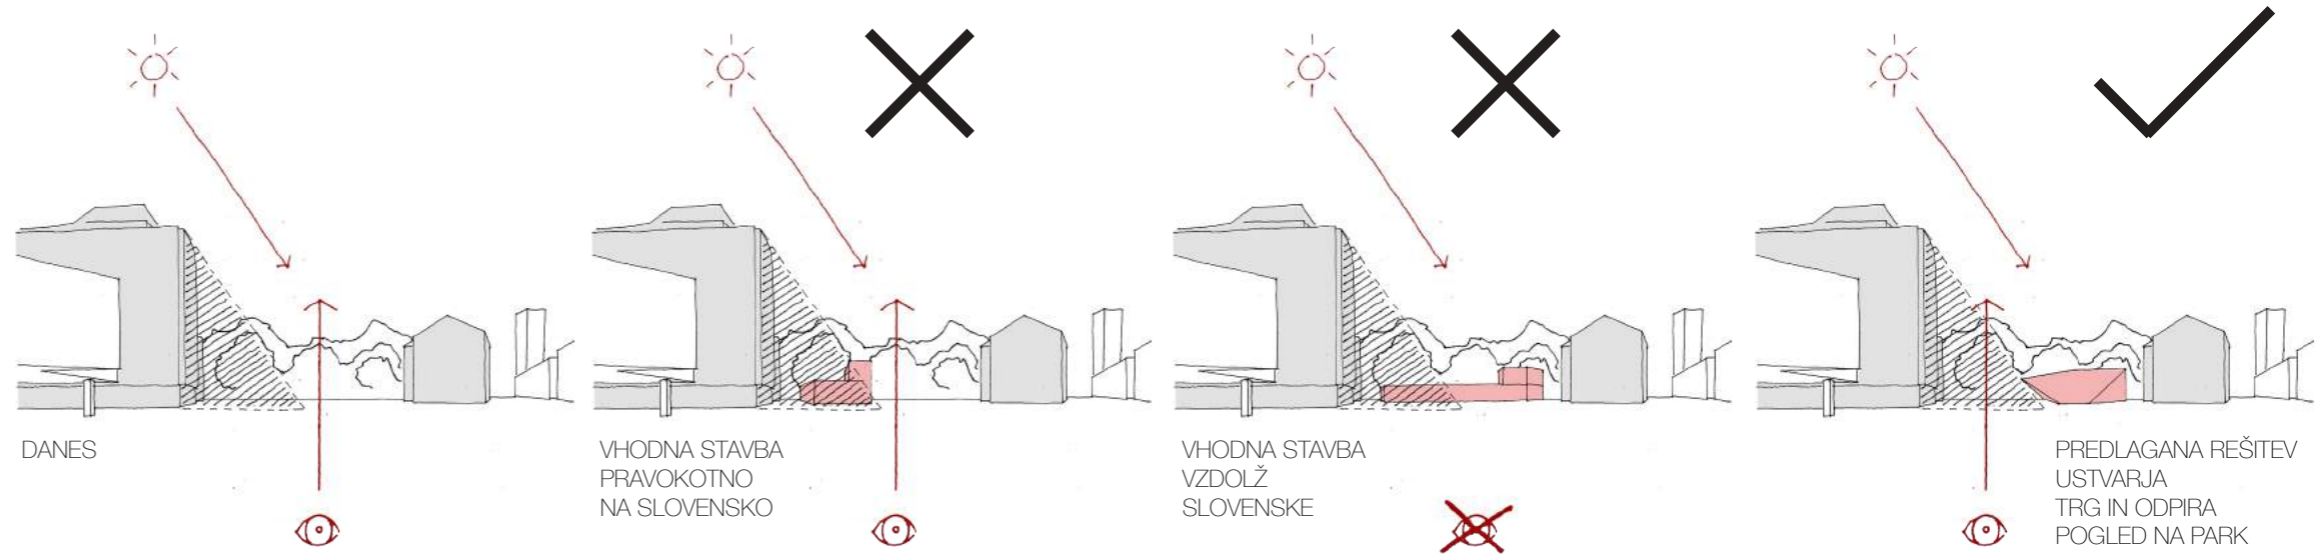 DANES
VHODNA STAVBA
PRAVOKOTNO
NA SLOVENSKO
VHODNA STAVBA
VZDOLŽ
SLOVENSKE
PREDLAGANA REŠITEV
USTVARJA
TRG IN ODPIRA
POGLED NA PARK